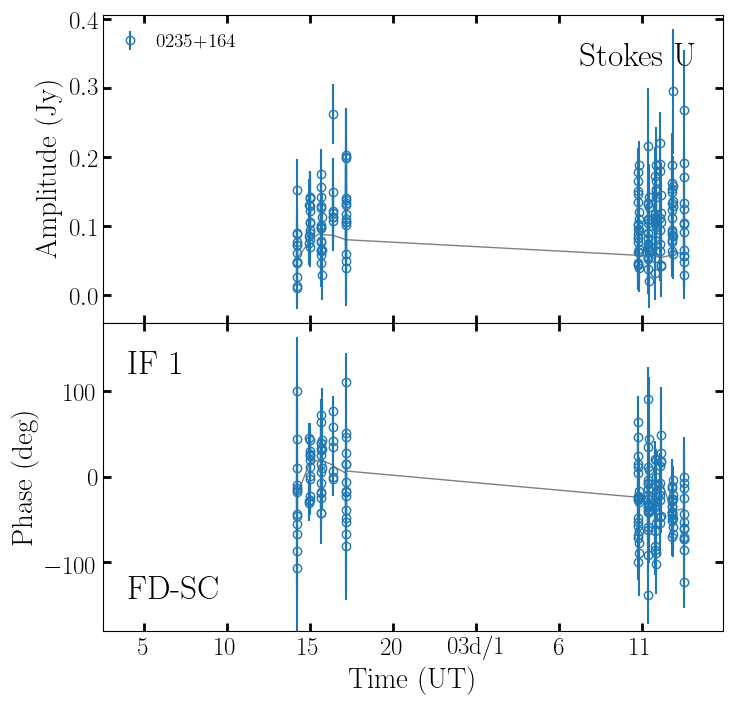 0.4
0235+164
Stokes U
0.3
0.2
0.1
0.0
Amplitude (Jy)
IF 1
100
0
−100
Phase (deg)
FD-SC
5 10 15 20 03d/1 6 11
Time (UT)